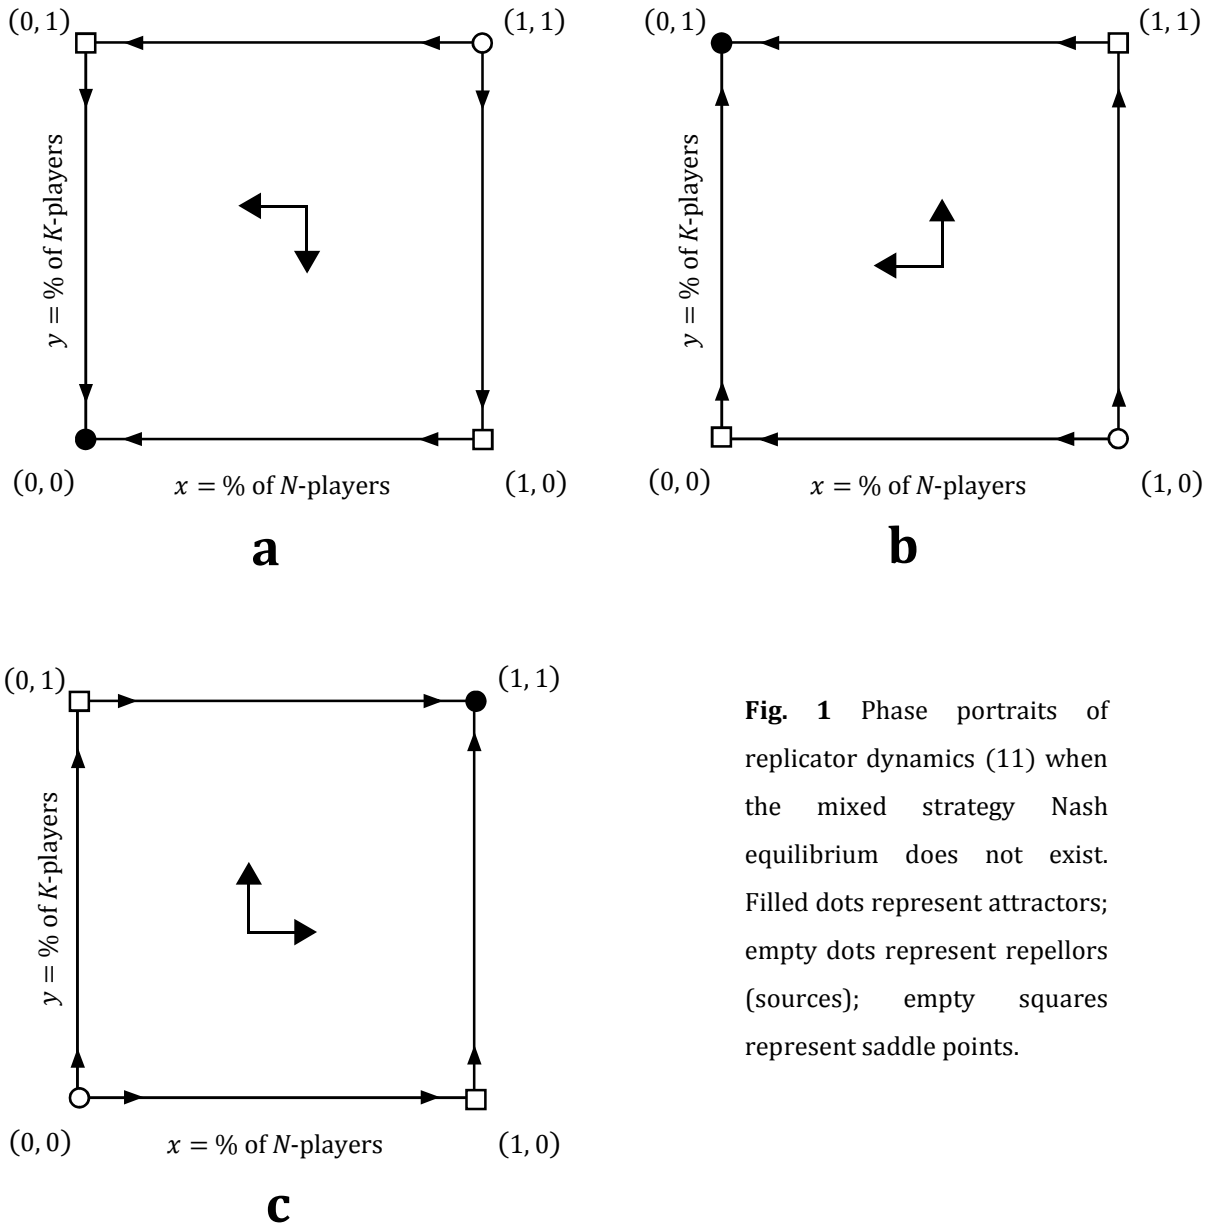 (0, 1)
(1, 1)
y = % of K-players
(0, 0)
x = % of N-players
(1, 0)
a
(0, 1)
(1, 1)
y = % of K-players
(0, 0)
x = % of N-players
(1, 0)
b
(0, 1)
(1, 1)
y = % of K-players
(0, 0)
x = % of N-players
(1, 0)
c
Fig. 1 Phase portraits of
replicator dynamics (11) when
the mixed strategy Nash
equilibrium does not exist.
Filled dots represent attractors;
empty dots represent repellors
(sources); empty squares
represent saddle points.